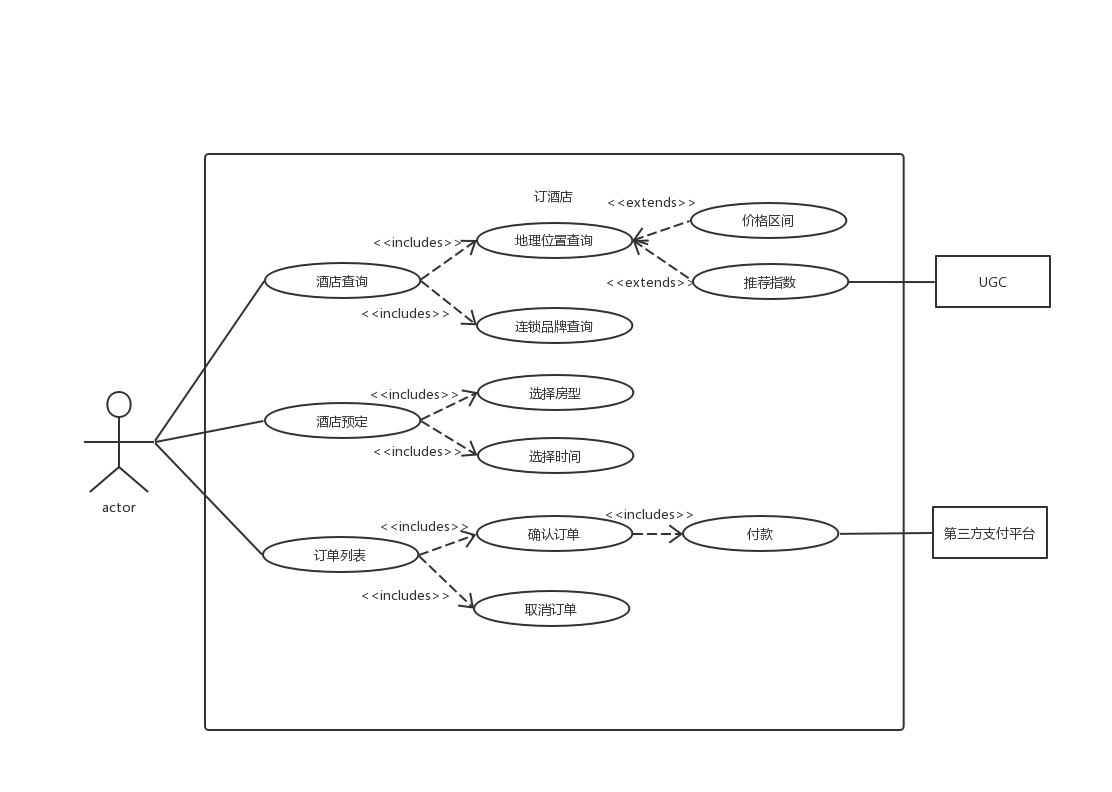 订酒店
<<extends>>
价格区间
<<includes>>
地理位置查询
酒店查询
<<extends>>
推荐指数
UGC
<<includes>>
连锁品牌查询
<<includes>>
选择房型
酒店预定
<<includes>>
选择时间
actor
<<includes>>
<<includes>>
确认订单
付款
第三方支付平台
订单列表
<<includes>>
取消订单